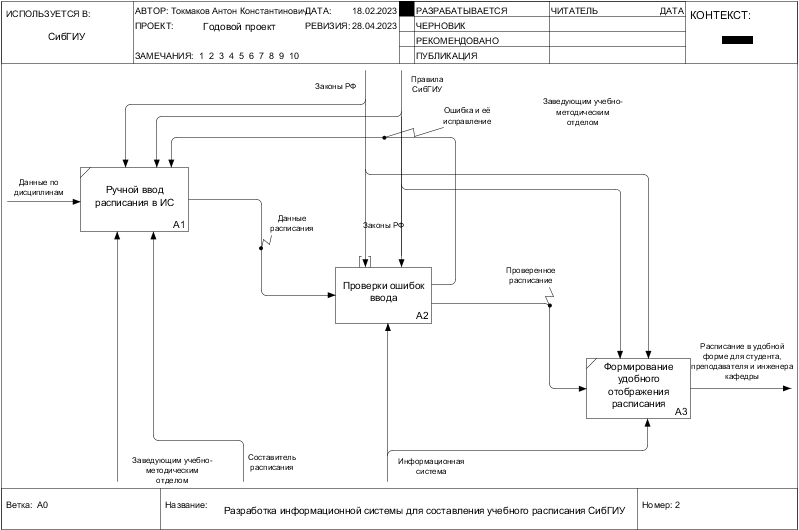 ИСПОЛЬЗУЕТСЯ В:
СибГИУ
АВТОР: Токмаков Антон Константинович
ДАТА: 18.02.2023
ПРОЕКТ: Годовой проект
РЕВИЗИЯ: 28.04.2023
ЗАМЕЧАНИЯ: 1 2 3 4 5 6 7 8 9 10
РАЗРАБАТЫВАЕТСЯ
ЧЕРНОВИК
РЕКОМЕНДОВАНО
ПУБЛИКАЦИЯ
ЧИТАТЕЛЬ ДАТА
КОНТЕКСТ:
Законы РФ
Правила
СибГИУ
Ошибка и её
исправление
Заведующим учебно-
методическим
отделом
Данные по
дисциплинам
Ручной ввод
расписания в ИС
A1
Данные
расписания
Законы РФ
Проверки ошибок
ввода
A2
Проверенное
расписание
Формирование
удобного
отображения
расписания
A3
Расписание в удобной
форме для студента,
преподавателя и инженера
кафедры
Заведующим учебно-
методическим
отделом
Составитель
расписания
Информационная
система
Ветка: A0
Название:
Разработка информационной системы для составления учебного расписания СибГИУ
Номер: 2